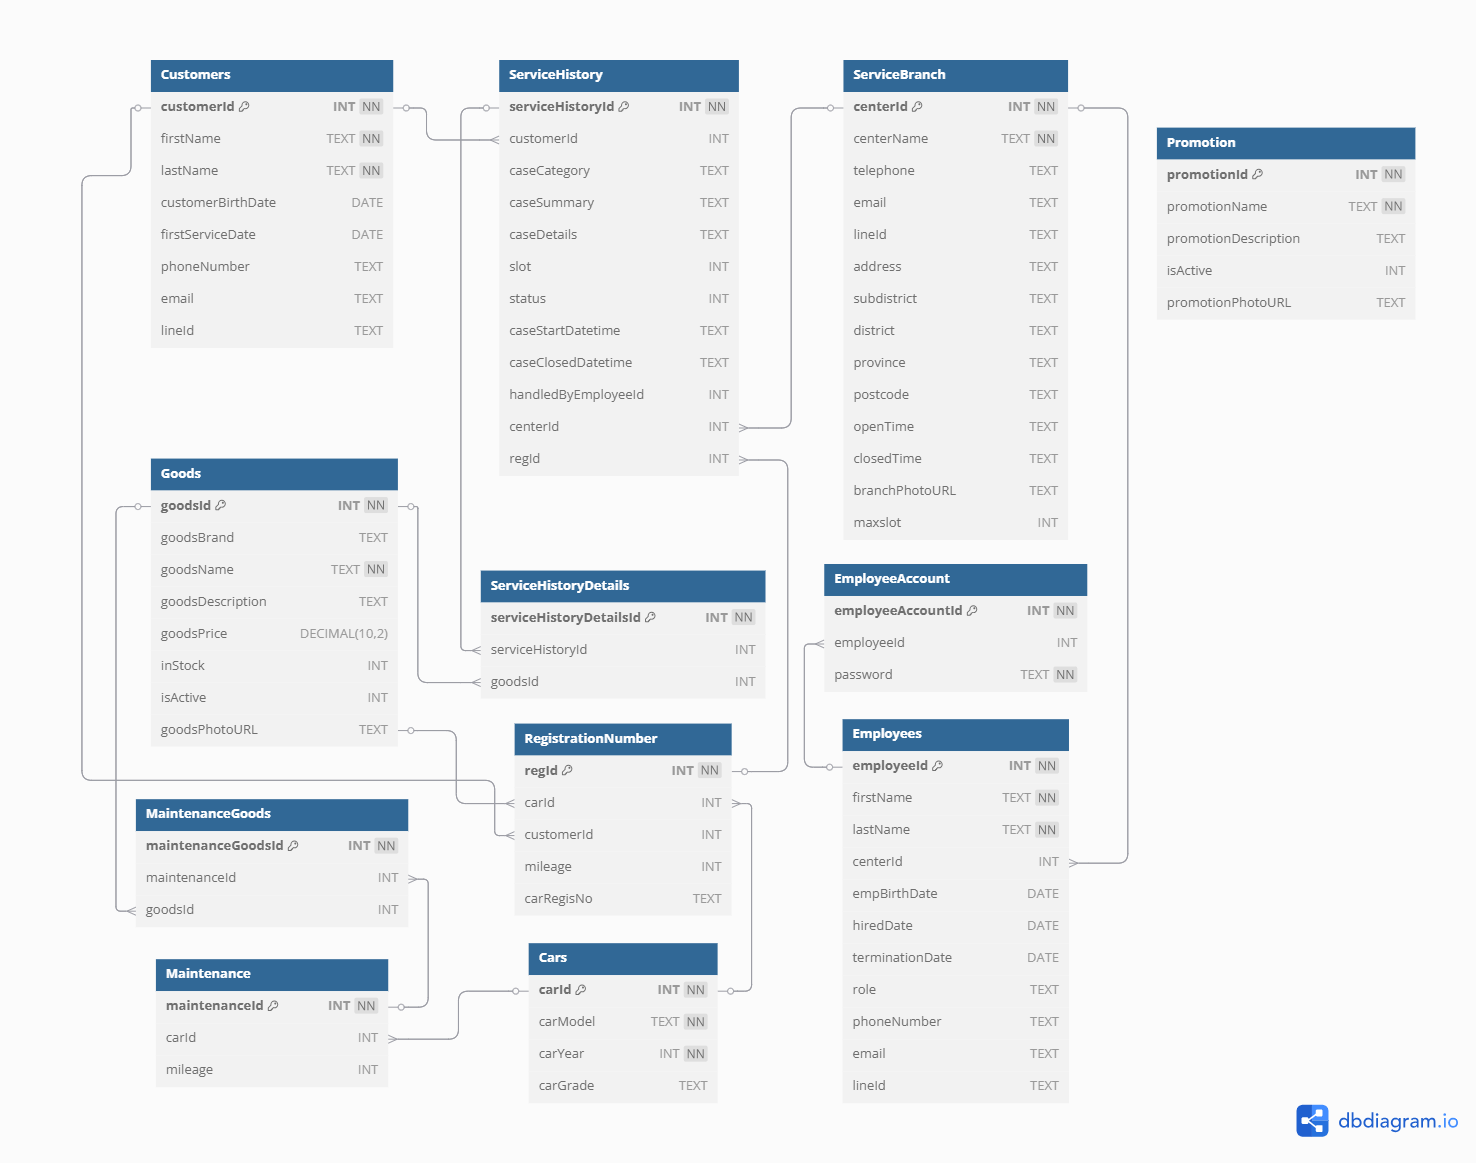 Customers
customerId INT NN
firstName TEXT NN
lastName TEXT NN
customerBirthDate DATE
firstServiceDate DATE
phoneNumber TEXT
email TEXT
lineId TEXT
ServiceHistory
serviceHistoryId INT NN
customerId INT
caseCategory TEXT
caseSummary TEXT
caseDetails TEXT
slot INT
status INT
caseStartDatetime TEXT
caseClosedDatetime TEXT
handledByEmployeeId INT
centerId INT
regId INT
ServiceBranch
centerId INT NN
centerName TEXT NN
telephone TEXT
email TEXT
lineId TEXT
address TEXT
subdistrict TEXT
district TEXT
province TEXT
postcode TEXT
openTime TEXT
closedTime TEXT
branchPhotoURL TEXT
maxslot INT
Promotion
promotionId INT NN
promotionName TEXT NN
promotionDescription TEXT
isActive INT
promotionPhotoURL TEXT
Goods
goodsId INT NN
goodsBrand TEXT
goodsName TEXT NN
goodsDescription TEXT
goodsPrice DECIMAL(10,2)
inStock INT
isActive INT
goodsPhotoURL TEXT
ServiceHistoryDetails
serviceHistoryDetailsId INT NN
serviceHistoryId INT
goodsId INT
EmployeeAccount
employeeAccountId INT NN
employeeId INT
password TEXT NN
RegistrationNumber
regId INT NN
carId INT
customerId INT
mileage INT
carRegisNo TEXT
Employees
employeeId INT NN
firstName TEXT NN
lastName TEXT NN
centerId INT
empBirthDate DATE
hiredDate DATE
terminationDate DATE
role TEXT
phoneNumber TEXT
email TEXT
lineId TEXT
MaintenanceGoods
maintenanceGoodsId INT NN
maintenanceId INT
goodsId INT
Maintenance
maintenanceId INT NN
carId INT
mileage INT
Cars
carId INT NN
carModel TEXT NN
carYear INT NN
carGrade TEXT
dbdiagram.io